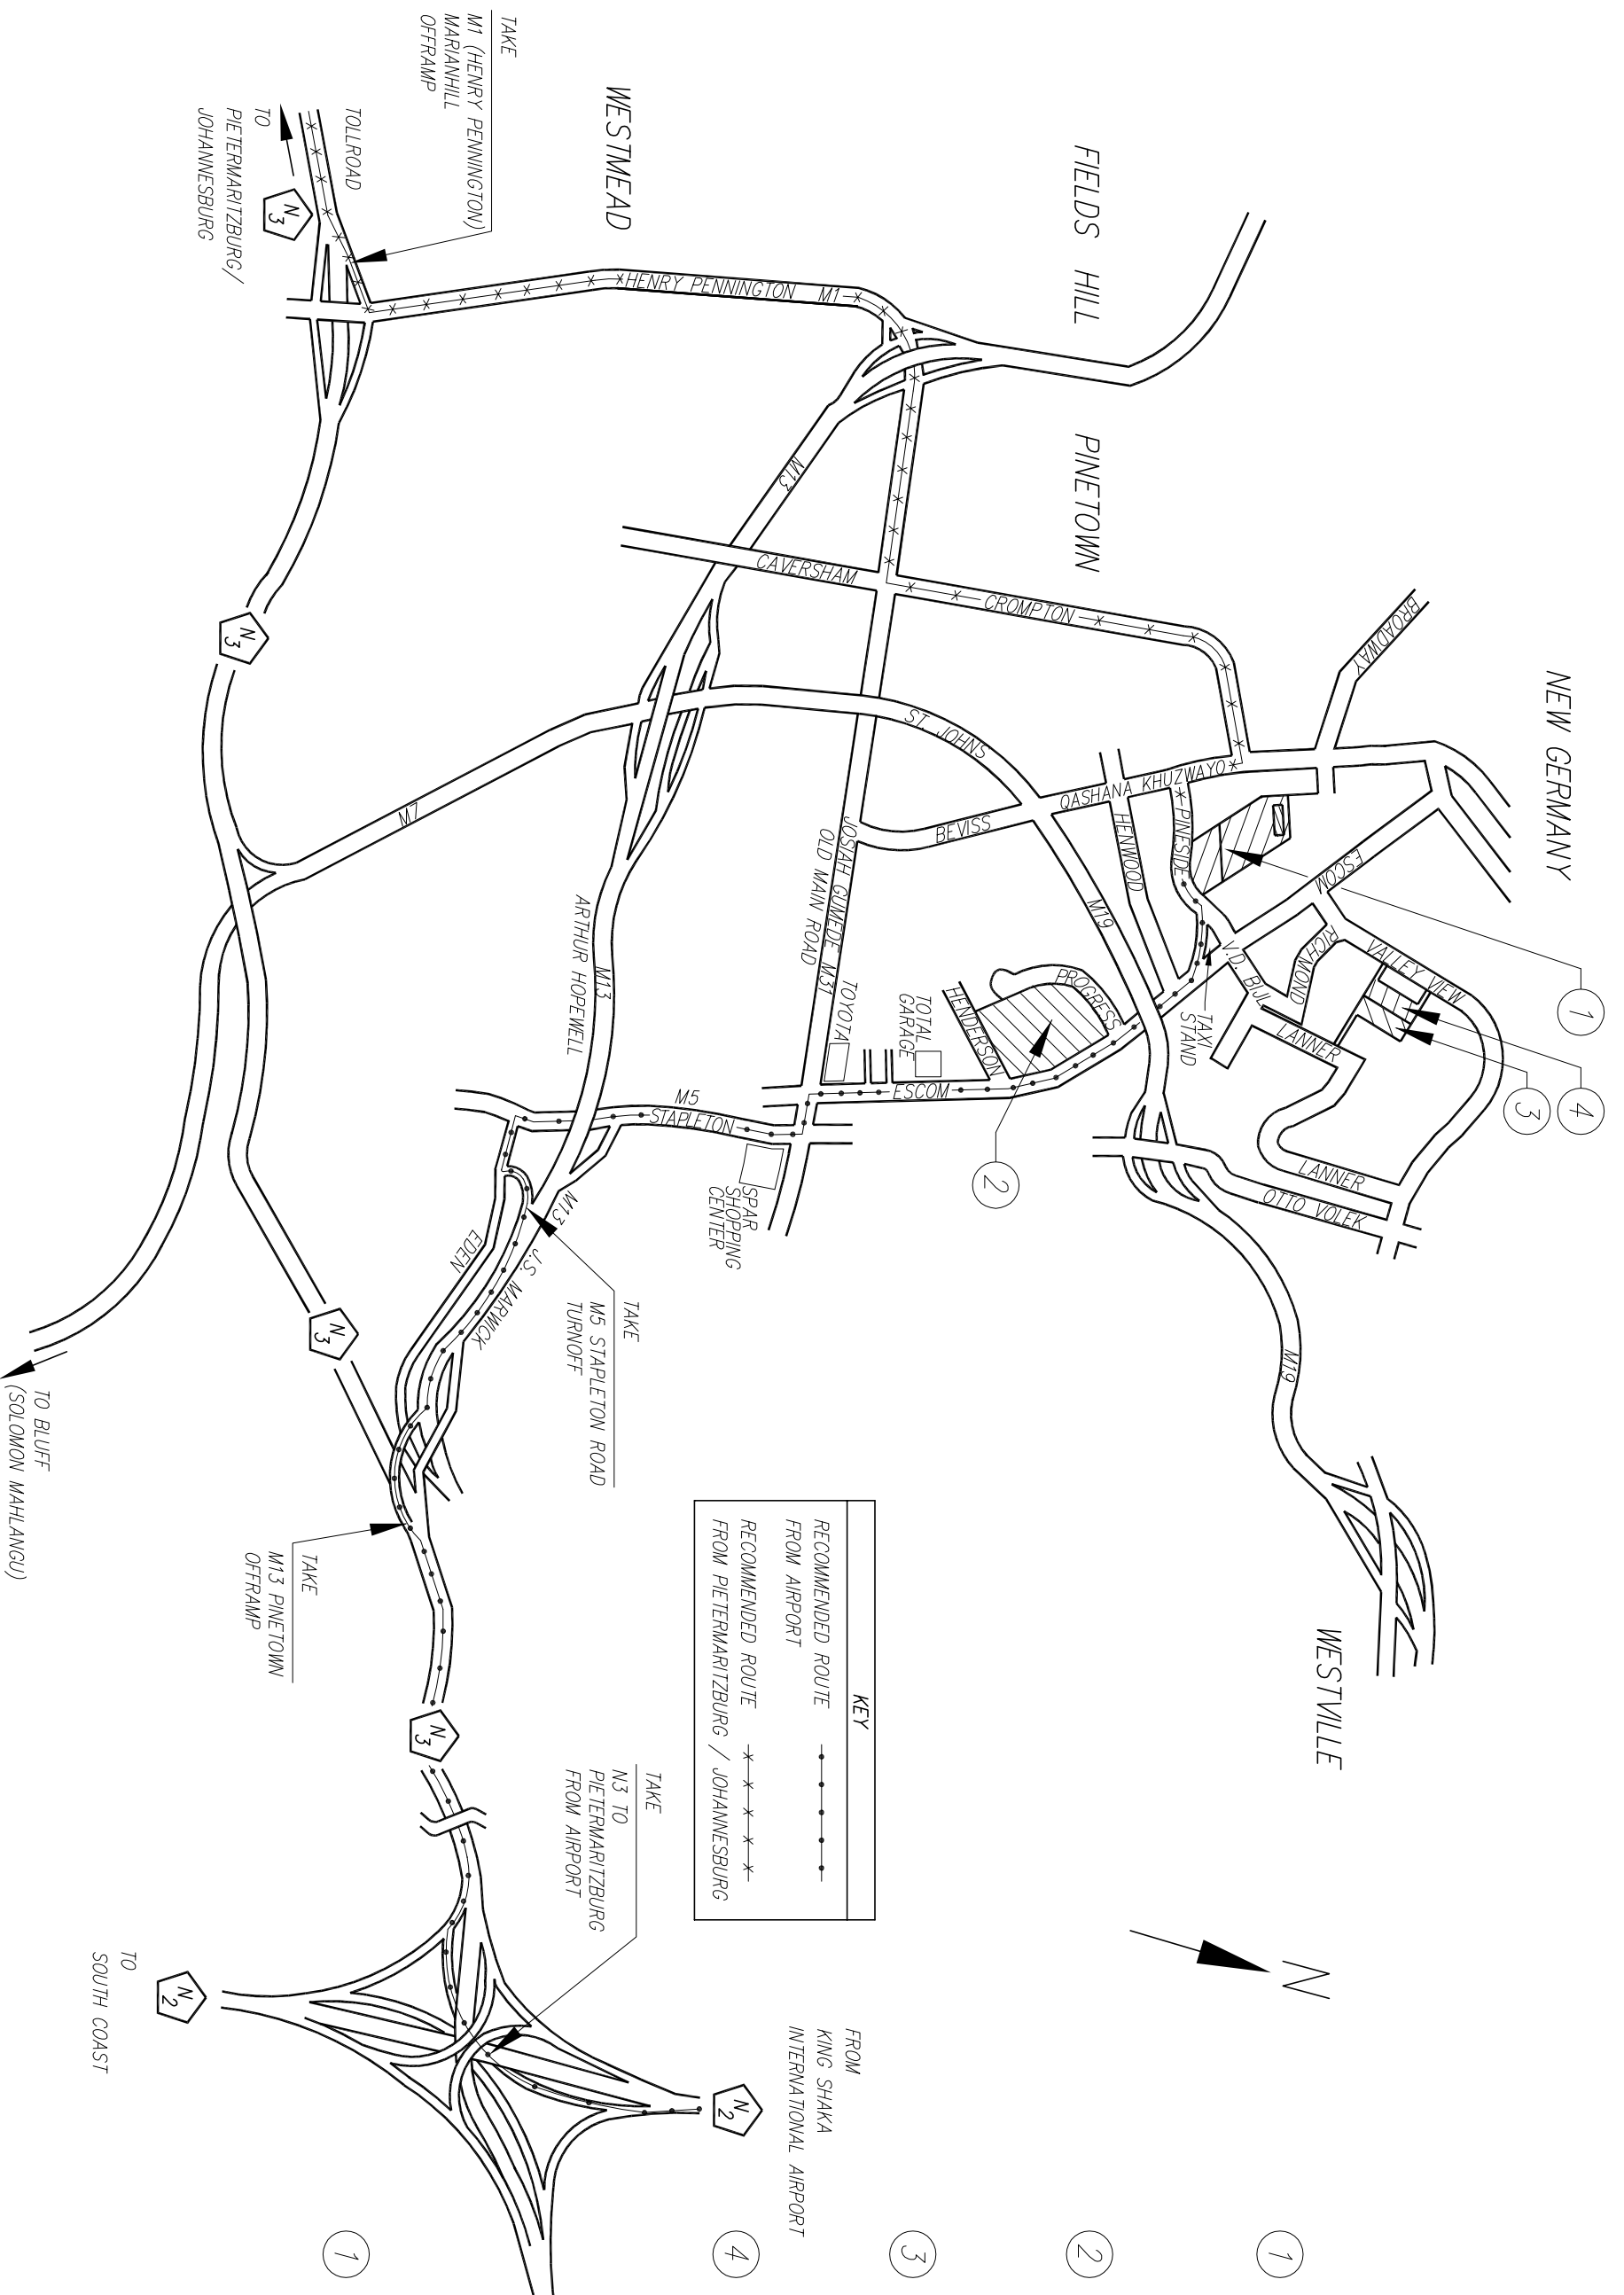 NEW GERMANY
FIELDS HILL
PINETOWN
WESTMEAD
WESTVILLE
N
BROADWAY
ESCOM
VALLEY VIEW
RICHMOND
V.D. BIJL
LANNER
LANNER
OTTO VOLEK
1
4
3
2
TAXI
STAND
QASHANA KHUZWAYO
PINESIDE
HENWOOD
BEVISS
ST. JOHNS
M19
M19
PROGRESS
HENDERSON
TOTAL
GARAGE
TOYOTA
ESCOM
JOSIAH GUMEDE M31
OLD MAIN ROAD
CROMPTON
CAVERSHAM
HENRY PENNINGTON M1
M13
M13
ARTHUR HOPEWELL
M5
STAPLETON
SPAR
SHOPPING
CENTER
M13
J.S. MARWICK
EDEN
M7
TAKE
M1 (HENRY PENNINGTON)
MARIANHILL
OFFRAMP
TOLLROAD
TO
PIETERMARITZBURG/
JOHANNESBURG
N
3
N
3
N
3
N
3
TAKE
M5 STAPLETON ROAD
TURNOFF
TAKE
M13 PINETOWN
OFFRAMP
TO BLUFF
(SOLOMON MAHLANGU)
KEY
RECOMMENDED ROUTE
FROM AIRPORT
RECOMMENDED ROUTE
FROM PIETERMARITZBURG / JOHANNESBURG
TAKE
N3 TO
PIETERMARITZBURG
FROM AIRPORT
FROM
KING SHAKA
INTERNATIONAL AIRPORT
N
2
N
2
TO
SOUTH COAST
1
2
3
4
1